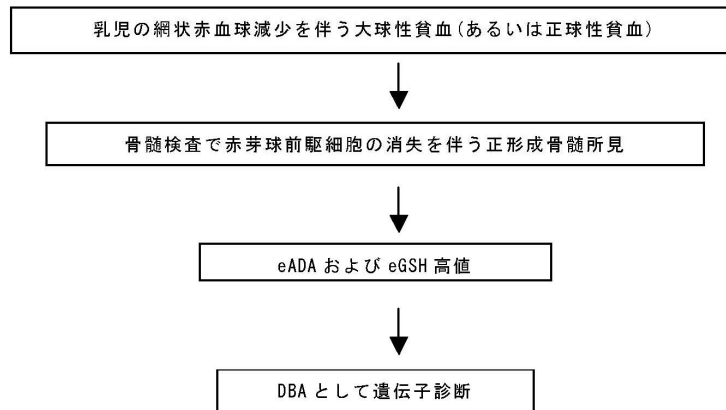 乳児の網状赤血球減少を伴う大球性貧血(あるいは正球性貧血)
骨髄検査で赤芽球前駆細胞の消失を伴う正形成骨髄所見
eADA および eGSH 高値
DBA として遺伝子診断